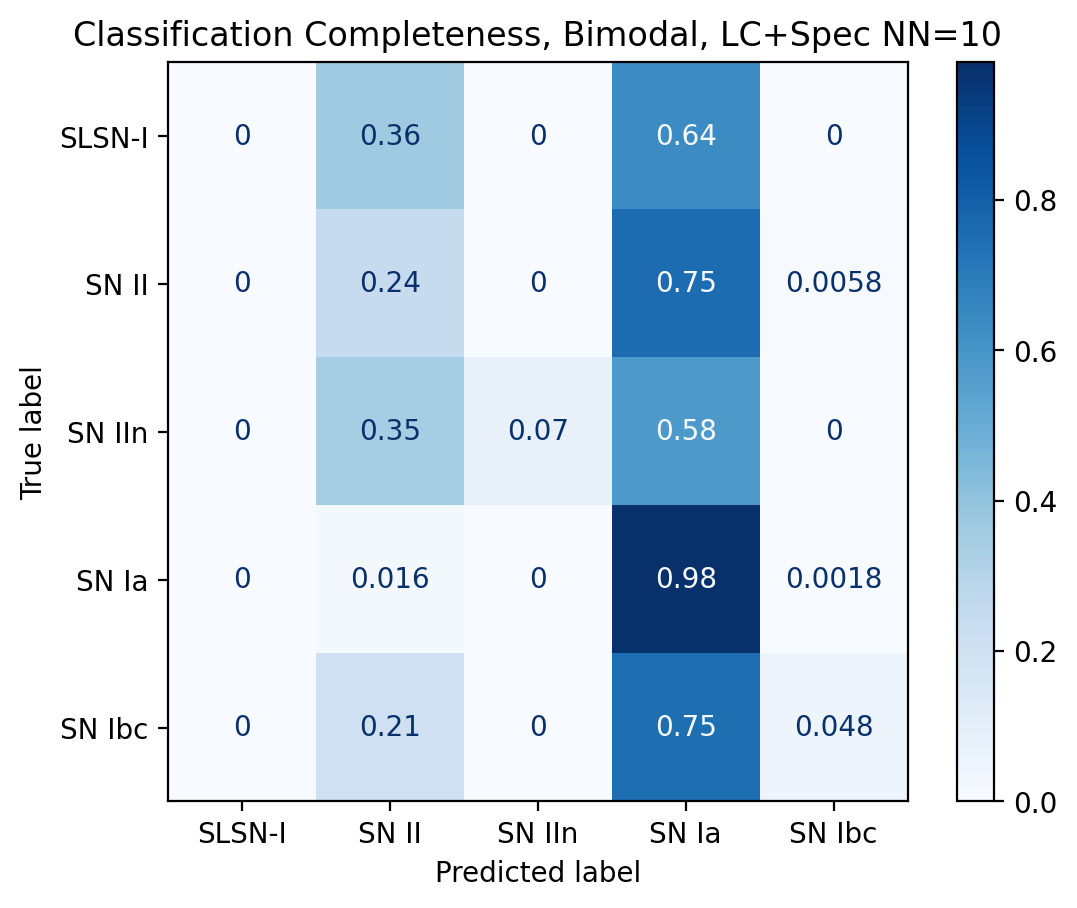 Classification Completeness, Bimodal, LC+Spec NN=10
True label
SLSN-I 0 0.36 0 0.64 0
SN II 0 0.24 0 0.75 0.0058
SN IIn 0 0.35 0.07 0.58 0
SN Ia 0 0.016 0 0.98 0.0018
SN Ibc 0 0.21 0 0.75 0.048
SLSN-I SN II SN IIn SN Ia SN Ibc
Predicted label
0.8
0.6
0.4
0.2
0.0